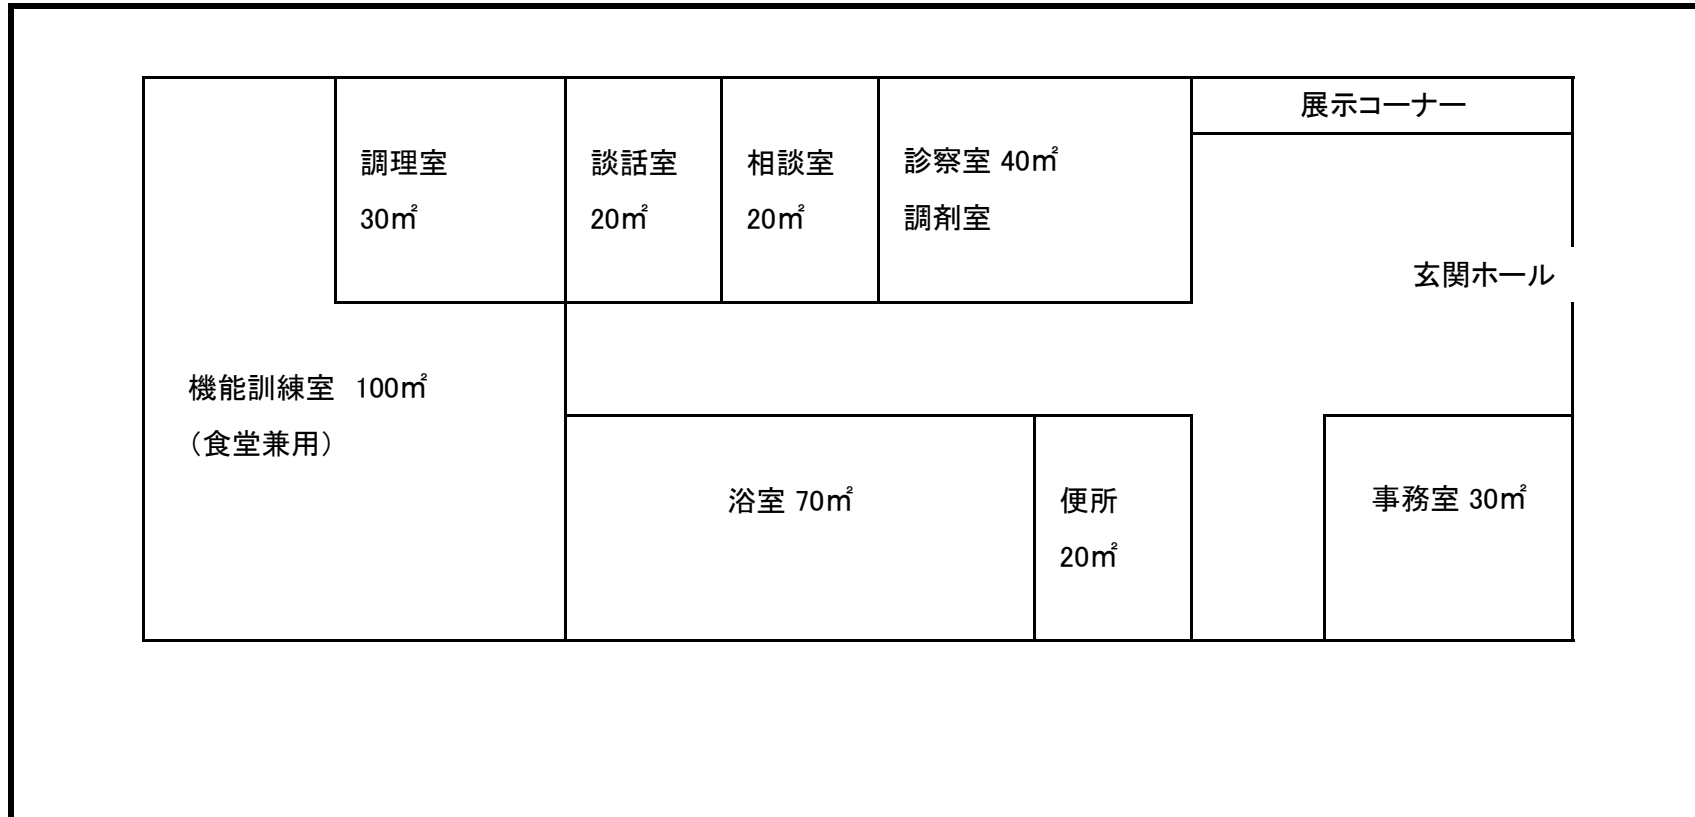 展示コーナー
調理室
30㎡
談話室
20㎡
相談室
20㎡
診察室 40㎡
調剤室
玄関ホール
機能訓練室　100㎡
（食堂兼用）
浴室 70㎡
便所
20㎡
事務室 30㎡